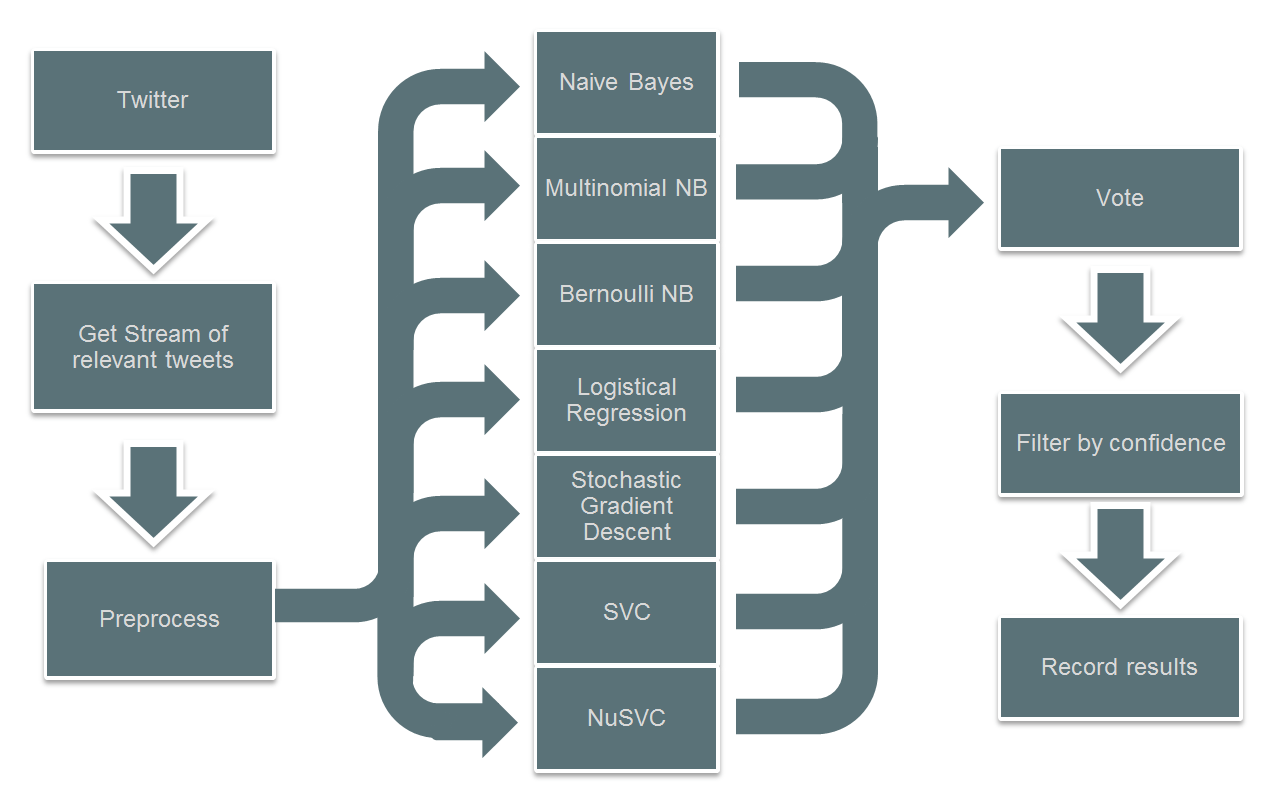 Twitter
Get Stream of
relevant tweets
Preprocess
Naive Bayes
Multinomial NB
Bernoulli NB
Logistical
Regression
Stochastic
Gradient
Descent
SVC
NuSVC
Vote
Filter by confidence
Record results